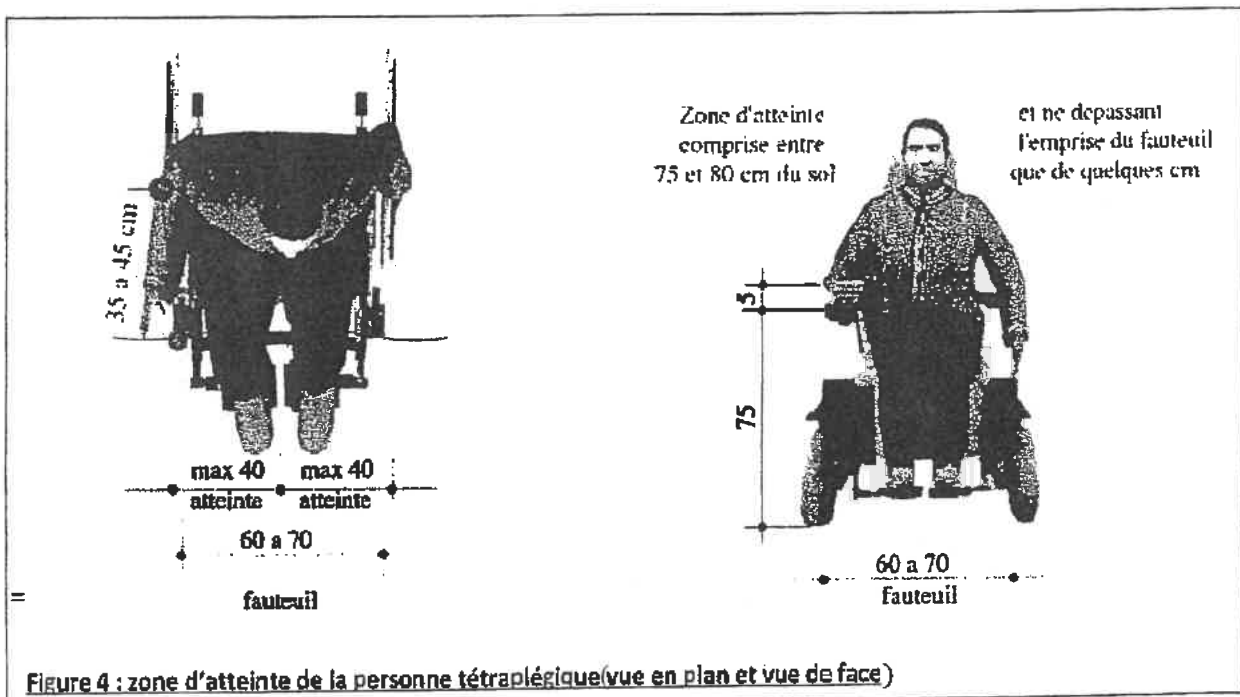 35 a 45 cm
max 40 max 40
atteinte atteinte
60 a 70
fauteuil
=
Zone d'atteinte
comprise entre
75 et 80 cm du sol
et ne depassant
l'emprise du fauteuil
que de quelques cm
5
75
60 a 70
fauteuil
Figure 4 : zone d'atteinte de la personne tétraplégique(vue en plan et vue de face)